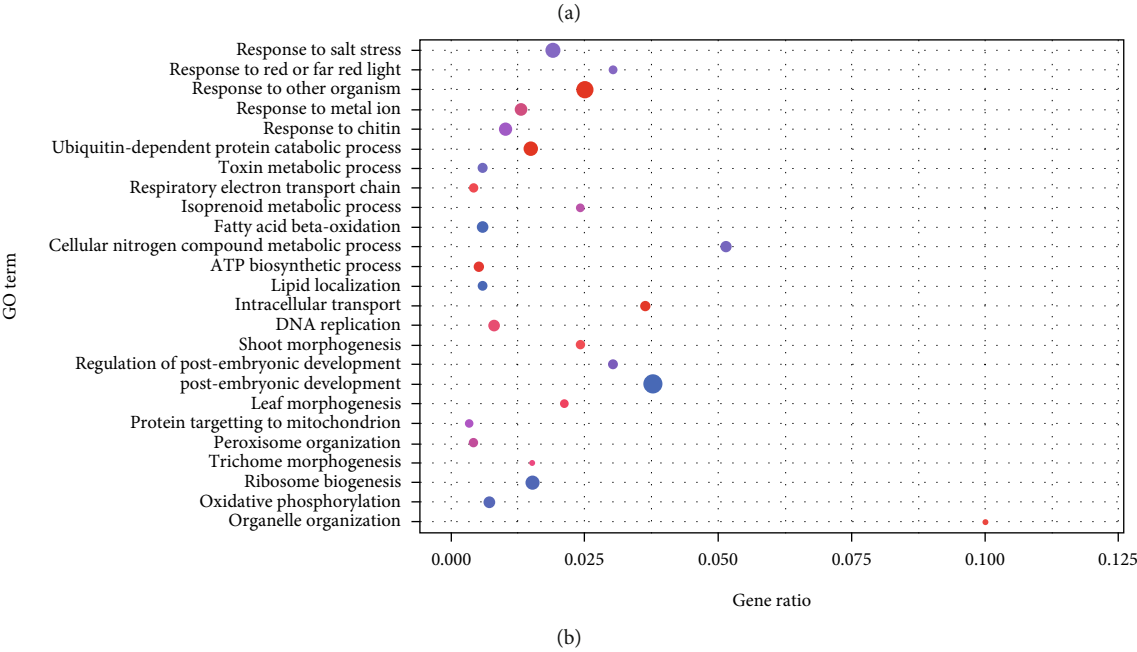 (a)
Response to salt stress
Response to red or far red light
Response to other organism
Response to metal ion
Response to chitin
Ubiquitin-dependent protein catabolic process
Toxin metabolic process
Respiratory electron transport chain
Isoprenoid metabolic process
Fatty acid beta-oxidation
Cellular nitrogen compound metabolic process
ATP biosynthetic process
Lipid localization
Intracellular transport
DNA replication
Shoot morphogenesis
Regulation of post-embryonic development
post-embryonic development
Leaf morphogenesis
Protein targetting to mitochondrion
Peroxisome organization
Trichome morphogenesis
Ribosome biogenesis
Oxidative phosphorylation
Organelle organization
GO term
0.000 0.025 0.050 0.075 0.100 0.125
Gene ratio
(b)